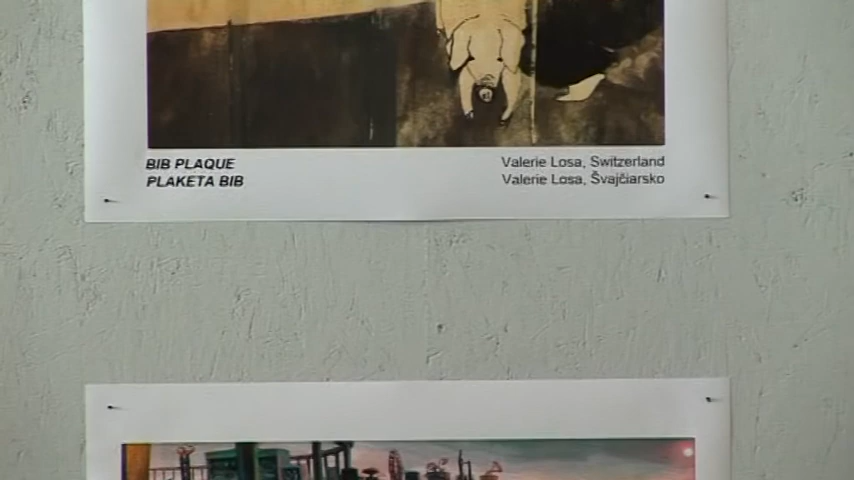 BIB PLAQUE
PLAKETA BIB
Valerie Losa, Switzerland
Valerie Losa, Švajčiarsko